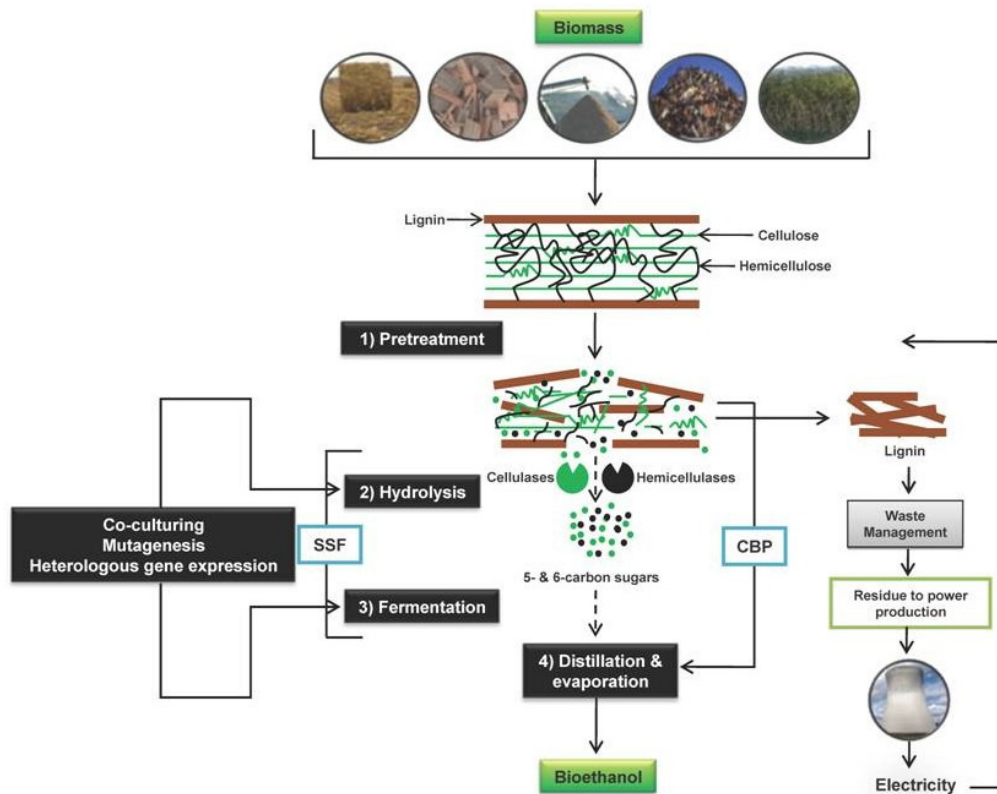 Biomass
Lignin
Cellulose
Hemicellulose
1) Pretreatment
Lignin
Cellulases
Hemicellulases
2) Hydrolysis
Co-culturing
Mutagenesis
Heterologous gene expression
SSF
CBP
Waste
Management
5- & 6-carbon sugars
3) Fermentation
Residue to power
production
4) Distillation &
evaporation
Bioethanol
Electricity